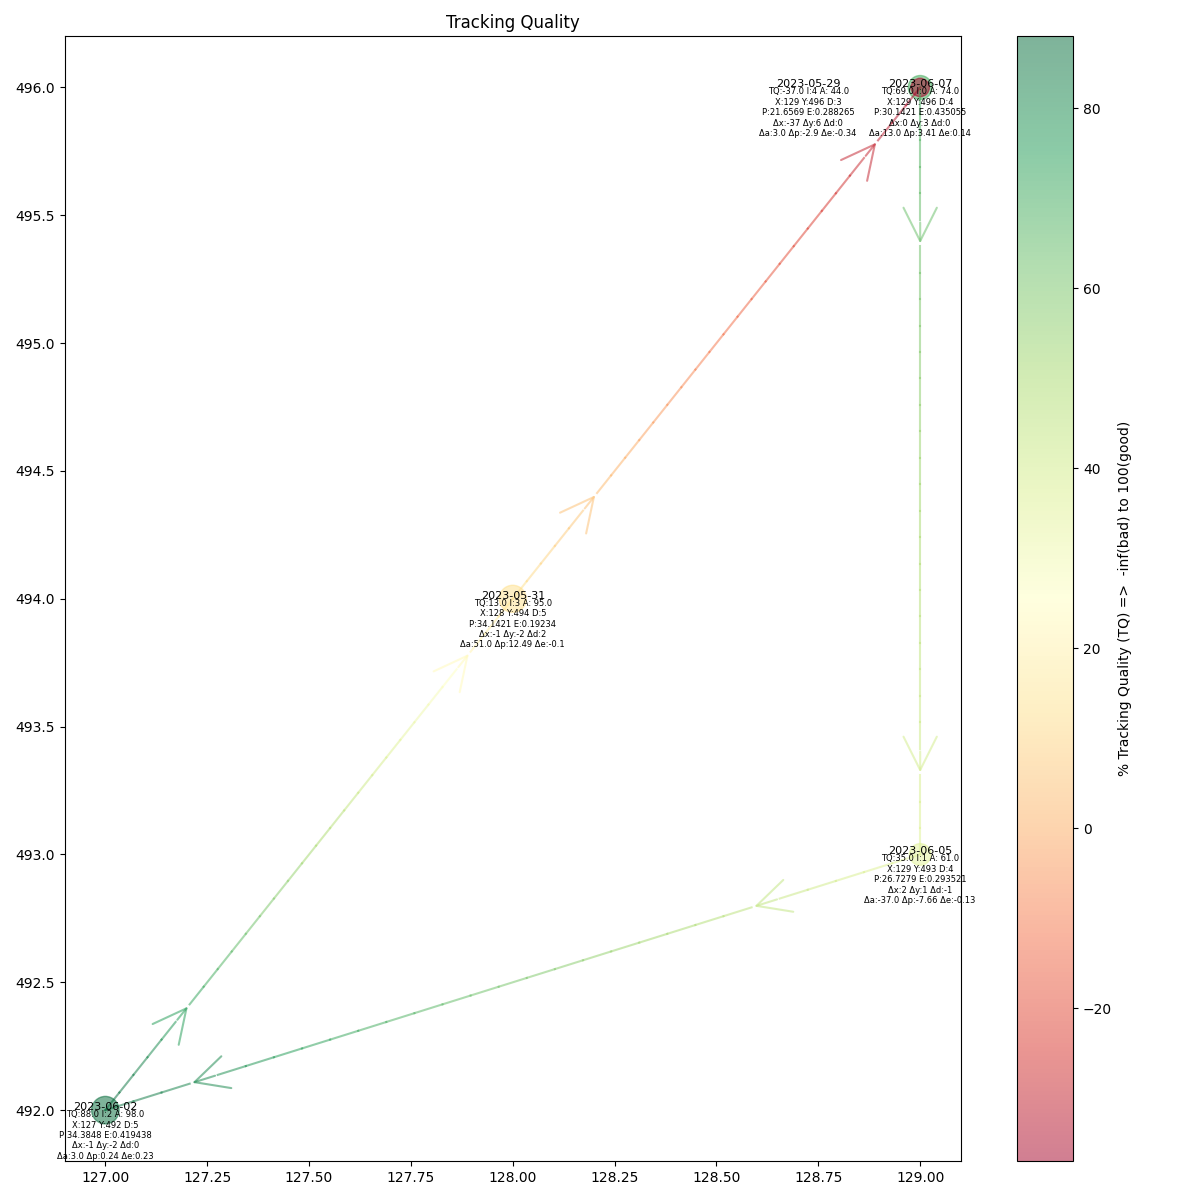 Tracking Quality
496.0
495.5
495.0
494.5
494.0
493.5
493.0
492.5
492.0
127.00
127.25
127.50
127.75
128.00
128.25
128.50
128.75
129.00
2023-05-29
TQ:-37.0 I:4 A: 44.0
X:129 Y:496 D:3
P:21.6569 E:0.288265
Δx:-37 Δy:6 Δd:0
Δa:3.0 Δp:-2.9 Δe:-0.34
2023-06-07
TQ:69.0 I:0 A: 74.0
X:129 Y:496 D:4
P:30.1421 E:0.435055
Δx:0 Δy:3 Δd:0
Δa:13.0 Δp:3.41 Δe:0.14
2023-05-31
TQ:13.0 I:3 A: 95.0
X:128 Y:494 D:5
P:34.1421 E:0.19234
Δx:-1 Δy:-2 Δd:2
Δa:51.0 Δp:12.49 Δe:-0.1
2023-06-05
TQ:35.0 I:1 A: 61.0
X:129 Y:493 D:4
P:26.7279 E:0.293521
Δx:2 Δy:1 Δd:-1
Δa:-37.0 Δp:-7.66 Δe:-0.13
2023-06-02
TQ:88.0 I:2 A: 98.0
X:127 Y:492 D:5
P:34.3848 E:0.419438
Δx:-1 Δy:-2 Δd:0
Δa:3.0 Δp:0.24 Δe:0.23
80
60
40
20
0
−20
% Tracking Quality (TQ) => -inf(bad) to 100(good)